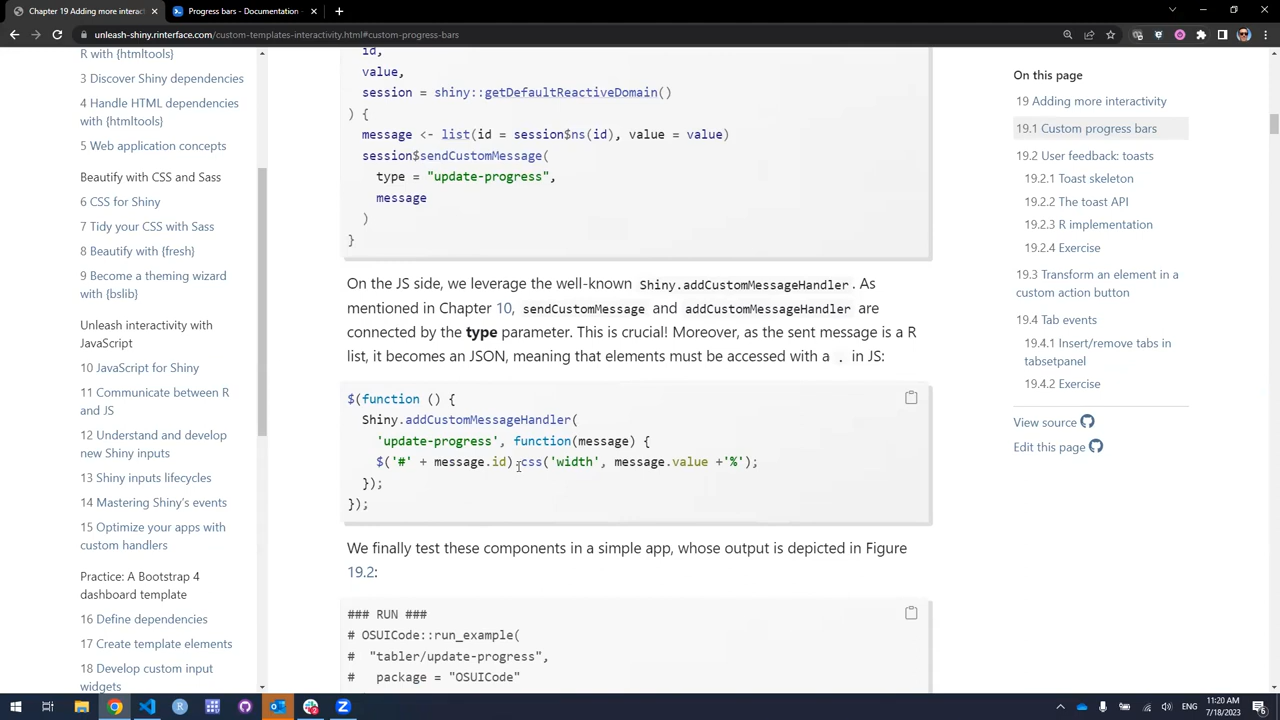 Chapter 19 Adding more interacti
Progress bars - Documentation -
unleash-shiny.rinterface.com/custom-templates-interactivity.html#custom-progress-bars
R with {htmltools}
3 Discover Shiny dependencies
4 Handle HTML dependencies
with {htmltools}
5 Web application concepts
Beautify with CSS and Sass
6 CSS for Shiny
7 Tidy your CSS with Sass
8 Beautify with {fresh}
9 Become a theming wizard
with {bslib}
Unleash interactivity with
JavaScript
10 JavaScript for Shiny
11 Communicate between R
and JS
12 Understand and develop
new Shiny inputs
13 Shiny inputs lifecycles
14 Mastering Shiny's events
15 Optimize your apps with
custom handlers
Practice: A Bootstrap 4
dashboard template
16 Define dependencies
17 Create template elements
18 Develop custom input
widgets
id,
value,
session = shiny::getDefaultReactiveDomain()
) {
message <- list(id = session$ns(id), value = value)
session$sendCustomMessage(
type = "update-progress",
message
)
}
On the JS side, we leverage the well-known Shiny.addCustomMessageHandler. As
mentioned in Chapter 10, sendCustomMessage and addCustomMessageHandler are
connected by the type parameter. This is crucial! Moreover, as the sent message is a R
list, it becomes an JSON, meaning that elements must be accessed with a . in JS:
$(function () {
Shiny.addCustomMessageHandler(
'update-progress', function(message) {
$('#' + message.id).css('width', message.value +'%');
});
});
We finally test these components in a simple app, whose output is depicted in Figure
19.2:
### RUN ###
# OSUICode::run_example(
# "tabler/update-progress",
# package = "OSUICode"
On this page
19 Adding more interactivity
19.1 Custom progress bars
19.2 User feedback: toasts
19.2.1 Toast skeleton
19.2.2 The toast API
19.2.3 R implementation
19.2.4 Exercise
19.3 Transform an element in a
custom action button
19.4 Tab events
19.4.1 Insert/remove tabs in
tabsetpanel
19.4.2 Exercise
View source
Edit this page
ENG
11:20 AM
7/18/2023